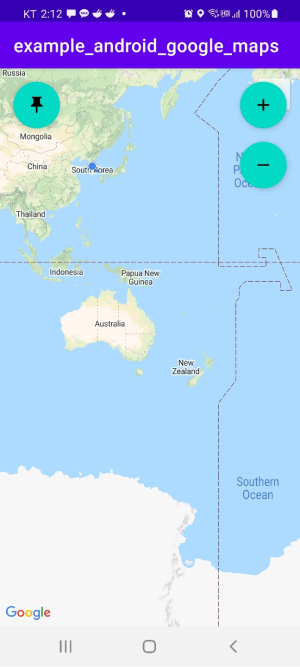 KT 2:12
100%
example_android_google_maps
Russia
Mongolia
China
South Korea
Thailand
Indonesia
Papua New
Guinea
Australia
New
Zealand
Southern
Ocean
Google